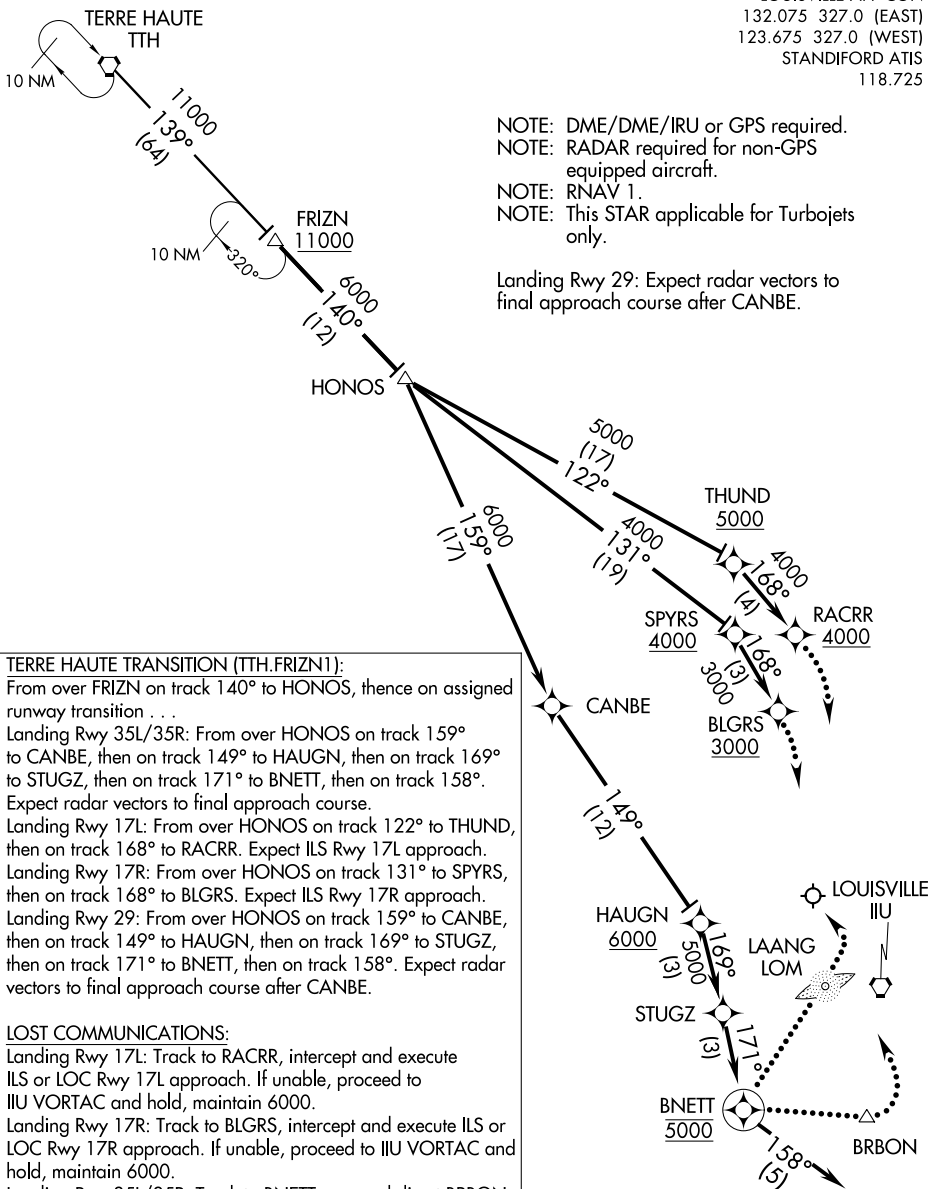 TERRE HAUTE
TTH
10 NM
132.075 327.0 (EAST)
123.675 327.0 (WEST)
STANDIFORD ATIS
118.725
11000
139°
(64)
NOTE: DME/DME/IRU or GPS required.
NOTE: RADAR required for non-GPS
equipped aircraft.
NOTE: RNAV 1.
NOTE: This STAR applicable for Turbojets
only.
Landing Rwy 29: Expect radar vectors to
final approach course after CANBE.
FRIZN
11000
10 NM
320°
6000
140°
(12)
HONOS
5000
(17)
122°
THUND
5000
4000
131°
(19)
6000
159°
(17)
4000
168°
(4)
RACRR
4000
SPYRS
4000
168°
(3)
3000
BLGRS
3000
CANBE
149°
(12)
HAUGN
6000
169°
5000
(3)
STUGZ
171°
(3)
BNETT
5000
158°
(5)
LAANG
LOM
LOUISVILLE
IIU
BRBON
TERRE HAUTE TRANSITION (TTH.FRIZN1):
From over FRIZN on track 140° to HONOS, thence on assigned
runway transition . . .
Landing Rwy 35L/35R: From over HONOS on track 159°
to CANBE, then on track 149° to HAUGN, then on track 169°
to STUGZ, then on track 171° to BNETT, then on track 158°.
Expect radar vectors to final approach course.
Landing Rwy 17L: From over HONOS on track 122° to THUND,
then on track 168° to RACRR. Expect ILS Rwy 17L approach.
Landing Rwy 17R: From over HONOS on track 131° to SPYRS,
then on track 168° to BLGRS. Expect ILS Rwy 17R approach.
Landing Rwy 29: From over HONOS on track 159° to CANBE,
then on track 149° to HAUGN, then on track 169° to STUGZ,
then on track 171° to BNETT, then on track 158°. Expect radar
vectors to final approach course after CANBE.
LOST COMMUNICATIONS:
Landing Rwy 17L: Track to RACRR, intercept and execute
ILS or LOC Rwy 17L approach. If unable, proceed to
IIU VORTAC and hold, maintain 6000.
Landing Rwy 17R: Track to BLGRS, intercept and execute ILS or
LOC Rwy 17R approach. If unable, proceed to IIU VORTAC and
hold, maintain 6000.